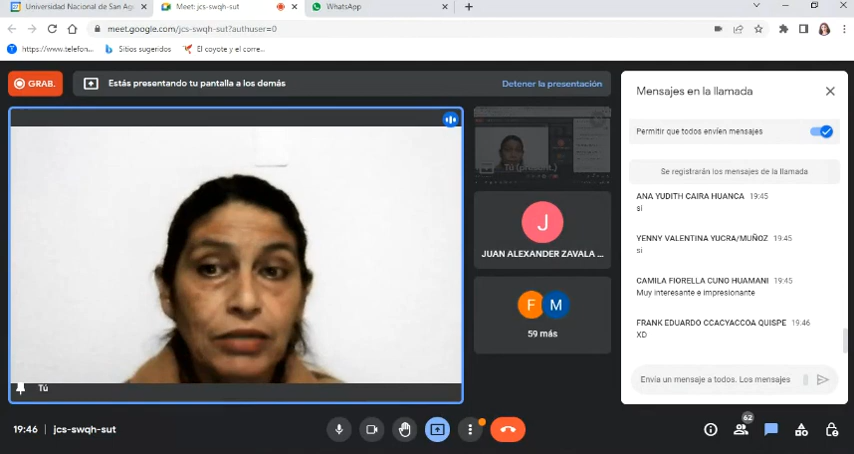 Universidad Nacional de San Ag
Meet: jcs-swqh-sut
WhatsApp
meet.google.com/jcs-swqh-sut?authuser=0
https://www.telefon...
Sitios sugeridos
El coyote y el corre...
GRAB.
Estás presentando tu pantalla a los demás
Detener la presentación
Mensajes en la llamada
Permitir que todos envíen mensajes
Se registrarán los mensajes de la llamada
ANA YUDITH CAIRA HUANCA 19:45
si
YENNY VALENTINA YUCRA/MUÑOZ 19:45
si
CAMILA FIORELLA CUNO HUAMANI 19:45
Muy interesante e impresionante
FRANK EDUARDO CCACYACCOA QUISPE 19:46
XD
Envía un mensaje a todos. Los mensajes
Tú (present.)
J
JUAN ALEXANDER ZAVALA ...
F M
59 más
Tú
19:46
jcs-swqh-sut
62